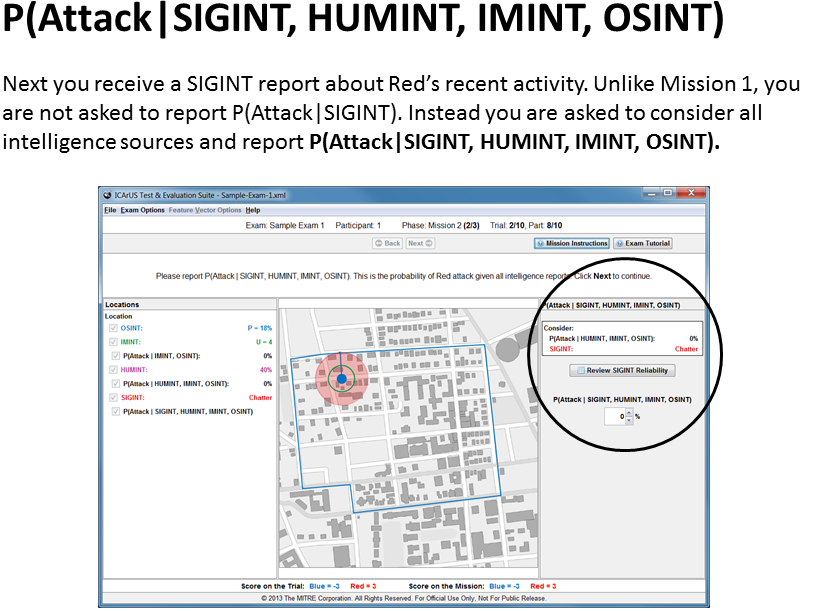 P(Attack|SIGINT, HUMINT, IMINT, OSINT)
Next you receive a SIGINT report about Red’s recent activity. Unlike Mission 1, you
are not asked to report P(Attack|SIGINT). Instead you are asked to consider all
intelligence sources and report P(Attack|SIGINT, HUMINT, IMINT, OSINT).
ICArUS Test & Evaluation Suite - Sample-Exam-1.xml
File Exam Options Feature Vector Options Help
Exam: Sample Exam 1 Participant: 1 Phase: Mission 2 (2/3) Trial: 2/10, Part: 8/10
Back Next Mission Instructions Exam Tutorial
Please report P(Attack | SIGINT, HUMINT, IMINT, OSINT). This is the probability of Red attack given all intelligence reports. Click Next to continue.
Locations
Location
OSINT: P = 18%
IMINT: U = 4
P(Attack | IMINT, OSINT): 0%
HUMINT: 40%
P(Attack | HUMINT, IMINT, OSINT): 0%
SIGINT: Chatter
P(Attack | SIGINT, HUMINT, IMINT, OSINT)
P(Attack | SIGINT, HUMINT, IMINT, OSINT)
Consider:
P(Attack | HUMINT, IMINT, OSINT): 0%
SIGINT: Chatter
Review SIGINT Reliability
P(Attack | SIGINT, HUMINT, IMINT, OSINT)
0 %
Score on the Trial: Blue = -3 Red = 3 Score on the Mission: Blue = -3 Red = 3
© 2013 The MITRE Corporation. All Rights Reserved. For Official Use Only, Not For Public Release.